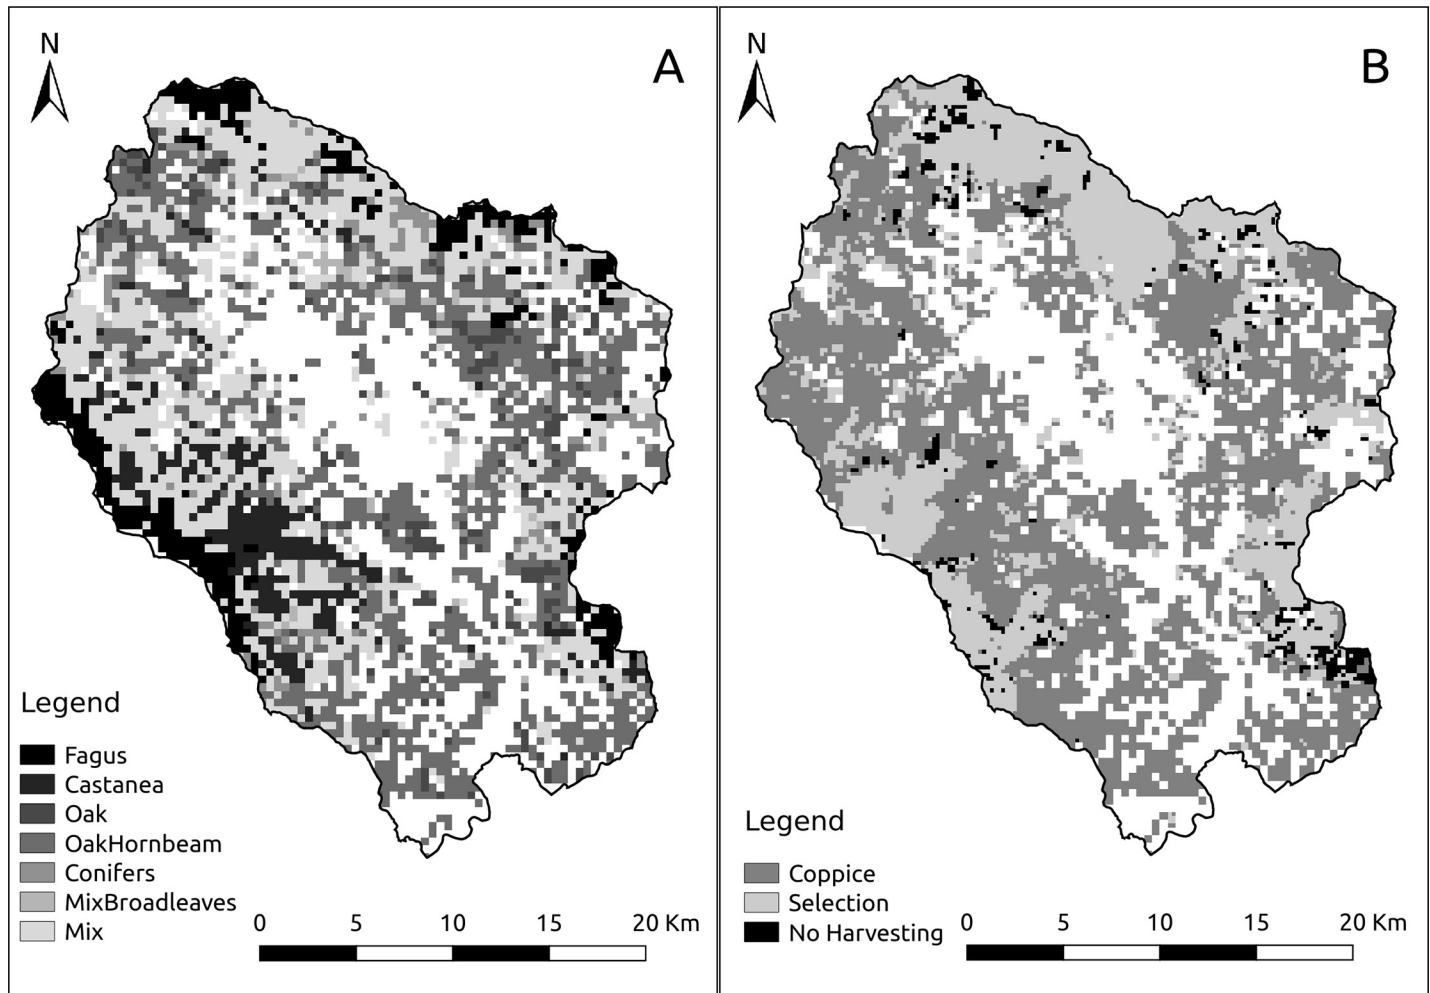 N
A
Legend
Fagus
Castanea
Oak
OakHornbeam
Conifers
MixBroadleaves
Mix
0 5 10 15 20 Km
N
B
Legend
Coppice
Selection
No Harvesting
0 5 10 15 20 Km